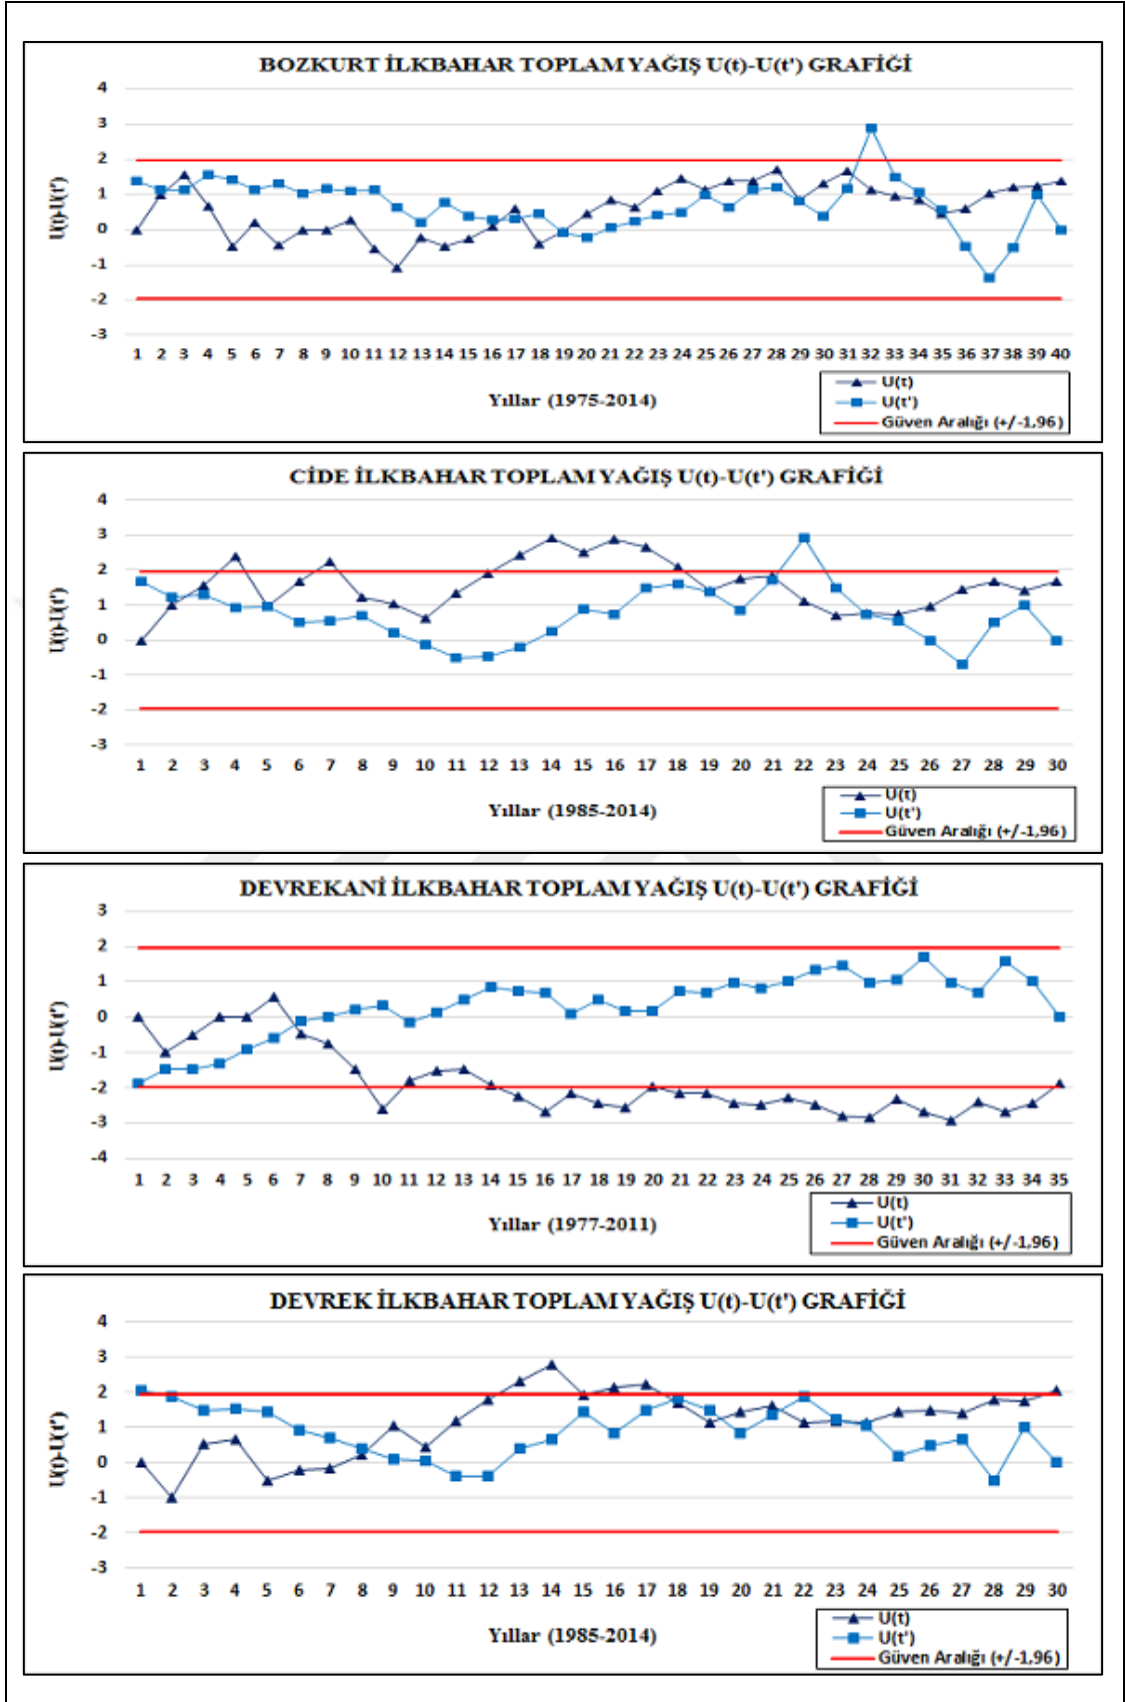 BOZKURT İLKBAHAR TOPLAM YAĞIŞ U(t)-U(t') GRAFİĞİ
4
3
2
1
0
-1
-2
-3
U(t)-U(t')
1 2 3 4 5 6 7 8 9 10 11 12 13 14 15 16 17 18 19 20 21 22 23 24 25 26 27 28 29 30 31 32 33 34 35 36 37 38 39 40
Yıllar (1975-2014)
U(t)
U(t')
Güven Aralığı (+/-1,96)
CİDE İLKBAHAR TOPLAM YAĞIŞ U(t)-U(t') GRAFİĞİ
4
3
2
1
0
-1
-2
-3
U(t)-U(t')
1 2 3 4 5 6 7 8 9 10 11 12 13 14 15 16 17 18 19 20 21 22 23 24 25 26 27 28 29 30
Yıllar (1985-2014)
U(t)
U(t')
Güven Aralığı (+/-1,96)
DEVREKANİ İLKBAHAR TOPLAM YAĞIŞ U(t)-U(t') GRAFİĞİ
3
2
1
0
-1
-2
-3
-4
U(t)-U(t')
1 2 3 4 5 6 7 8 9 10 11 12 13 14 15 16 17 18 19 20 21 22 23 24 25 26 27 28 29 30 31 32 33 34 35
Yıllar (1977-2011)
U(t)
U(t')
Güven Aralığı (+/-1,96)
DEVREK İLKBAHAR TOPLAM YAĞIŞ U(t)-U(t') GRAFİĞİ
4
3
2
1
0
-1
-2
-3
U(t)-U(t')
1 2 3 4 5 6 7 8 9 10 11 12 13 14 15 16 17 18 19 20 21 22 23 24 25 26 27 28 29 30
Yıllar (1985-2014)
U(t)
U(t')
Güven Aralığı (+/-1,96)